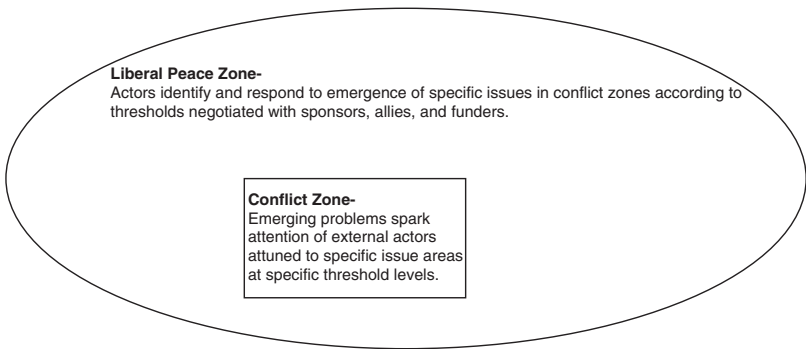 Liberal Peace Zone-
Actors identify and respond to emergence of specific issues in conflict zones according to
thresholds negotiated with sponsors, allies, and funders.
Conflict Zone-
Emerging problems spark
attention of external actors
attuned to specific issue areas
at specific threshold levels.